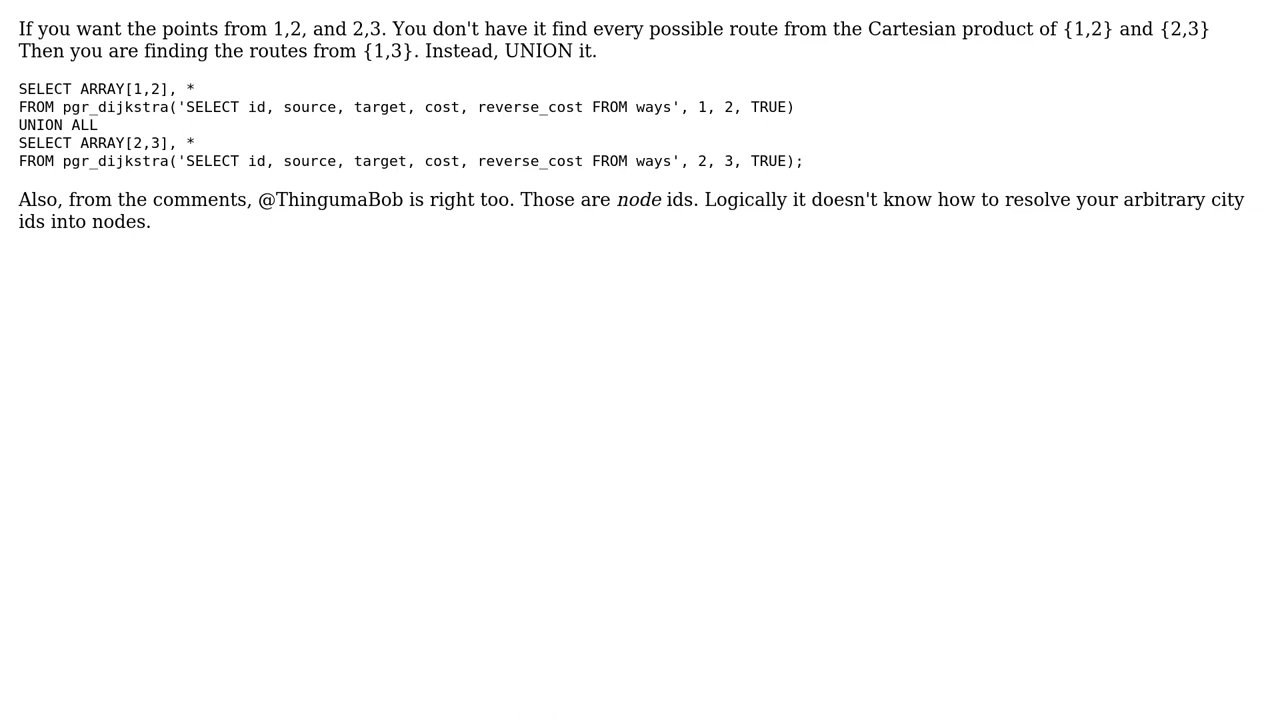 If you want the points from 1,2, and 2,3. You don't have it find every possible route from the Cartesian product of {1,2} and {2,3}
Then you are finding the routes from {1,3}. Instead, UNION it.
SELECT ARRAY[1,2], *
FROM pgr_dijkstra('SELECT id, source, target, cost, reverse_cost FROM ways', 1, 2, TRUE)
UNION ALL
SELECT ARRAY[2,3], *
FROM pgr_dijkstra('SELECT id, source, target, cost, reverse_cost FROM ways', 2, 3, TRUE);
Also, from the comments, @ThingumaBob is right too. Those are node ids. Logically it doesn't know how to resolve your arbitrary city
ids into nodes.